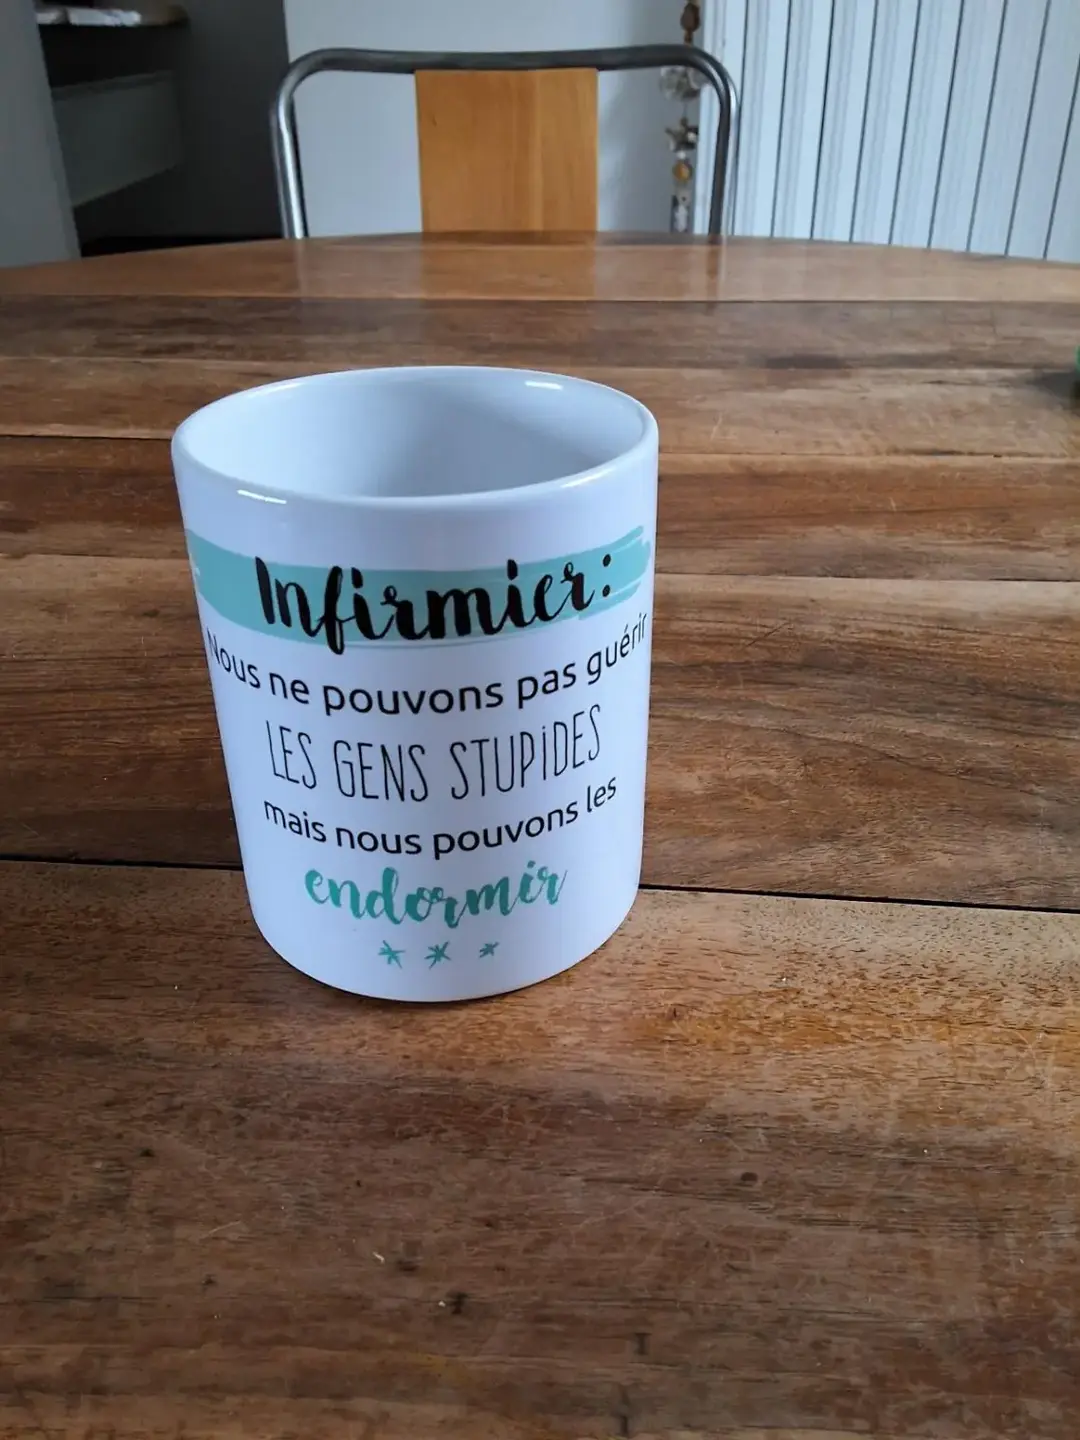 Infirmier:
Nous ne pouvons pas guérir
LES GENS STUPIDES
mais nous pouvons les
endormir